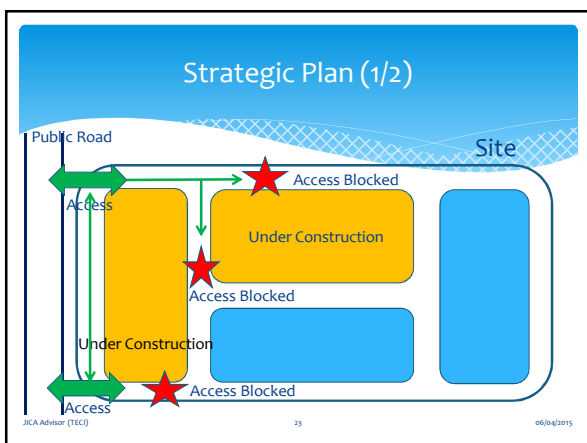 Strategic Plan (1/2)
Public Road
Site
Access Blocked
Access
Under Construction
Access Blocked
Under Construction
Access Blocked
Access
JICA Advisor (TECI)
23
06/04/2015